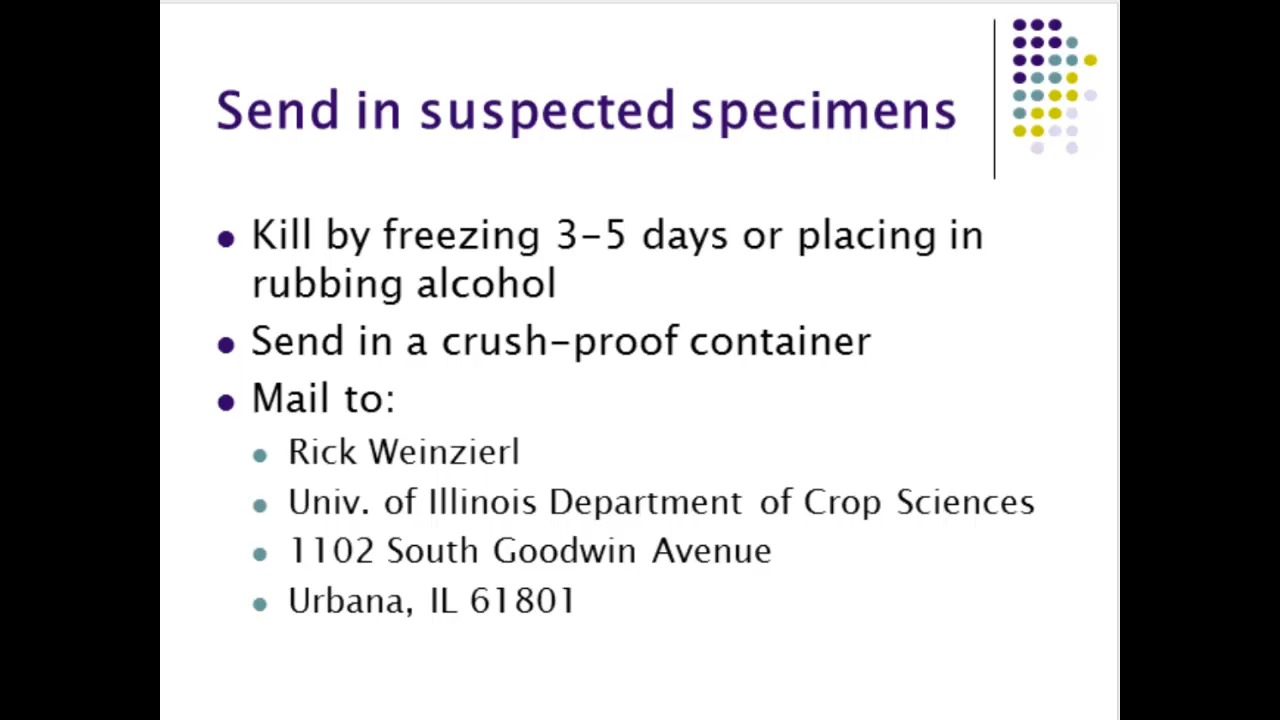 Send in suspected specimens
Kill by freezing 3-5 days or placing in
rubbing alcohol
Send in a crush-proof container
Mail to:
Rick Weinzierl
Univ. of Illinois Department of Crop Sciences
1102 South Goodwin Avenue
Urbana, IL 61801